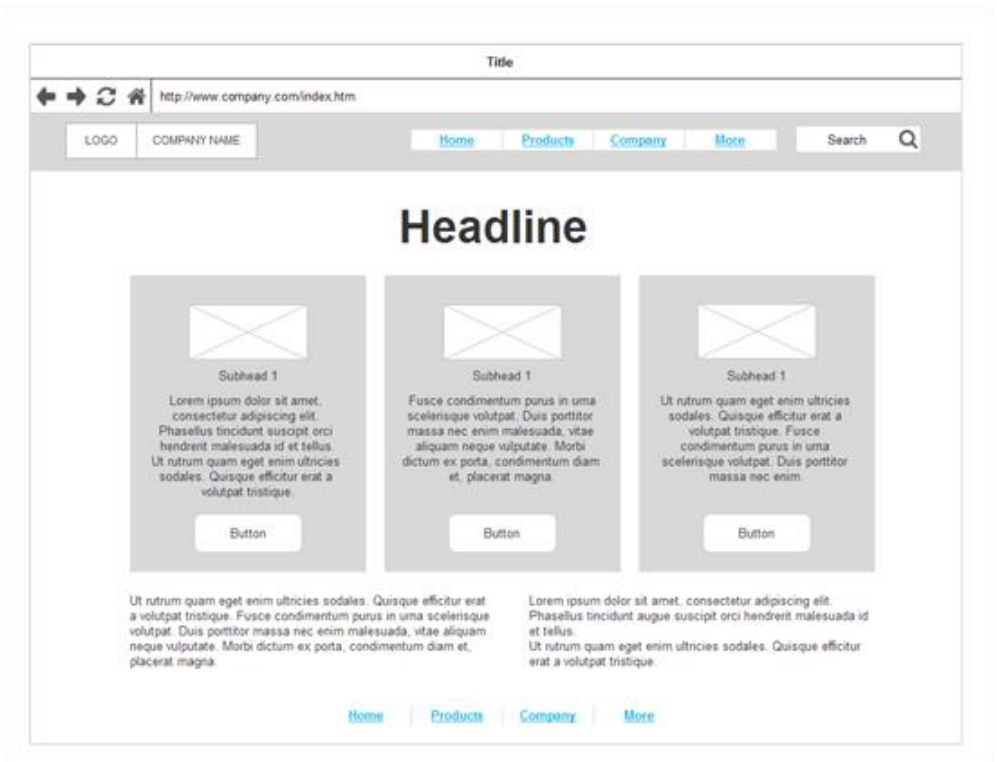 Title
http://www.company.com/index.htm
LOGO COMPANY NAME Home Products Company More Search
Headline
Subhead 1
Lorem ipsum dolor sit amet,
consectetur adipiscing elit.
Phasellus tincidunt suscipit orci
hendrerit malesuada id et tellus.
Ut rutrum quam eget enim ultricies
sodales. Quisque efficitur erat a
volutpat tristique.
Button
Subhead 1
Fusce condimentum purus in urna
scelerisque volutpat. Duis porttitor
massa nec enim malesuada, vitae
aliquam neque vulputate. Morbi
dictum ex porta, condimentum diam
et, placerat magna.
Button
Subhead 1
Ut rutrum quam eget enim ultricies
sodales. Quisque efficitur erat a
volutpat tristique. Fusce
condimentum purus in urna
scelerisque volutpat. Duis porttitor
massa nec enim.
Button
Ut rutrum quam eget enim ultricies sodales. Quisque efficitur erat
a volutpat tristique. Fusce condimentum purus in urna scelerisque
volutpat. Duis porttitor massa nec enim malesuada, vitae aliquam
neque vulputate. Morbi dictum ex porta, condimentum diam et,
placerat magna.
Lorem ipsum dolor sit amet, consectetur adipiscing elit.
Phasellus tincidunt augue suscipit orci hendrerit malesuada id
et tellus.
Ut rutrum quam eget enim ultricies sodales. Quisque efficitur
erat a volutpat tristique.
Home Products Company More